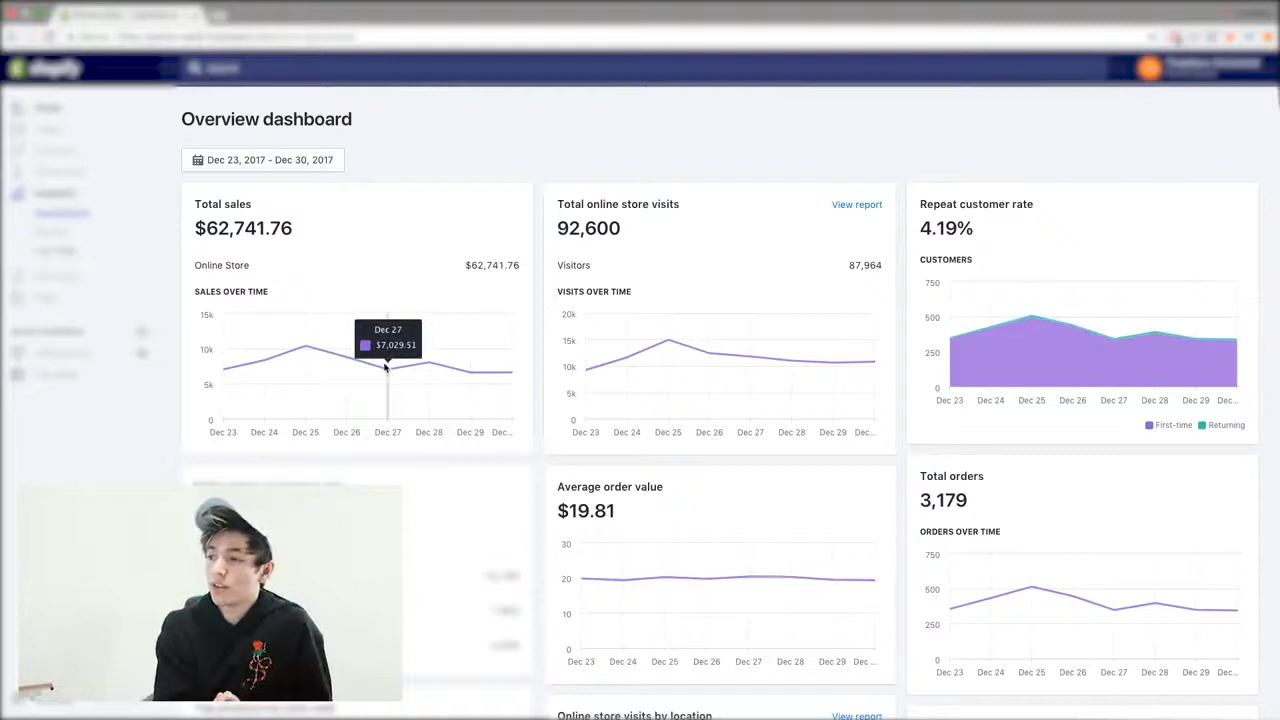 Overview dashboard
Dec 23, 2017 - Dec 30, 2017
Total sales
$62,741.76
Online Store $62,741.76
SALES OVER TIME
15k
10k
5k
0
Dec 27
$7,029.51
Dec 23 Dec 24 Dec 25 Dec 26 Dec 27 Dec 28 Dec 29 Dec...
Total online store visits View report
92,600
Visitors 87,964
VISITS OVER TIME
20k
15k
10k
5k
0
Dec 23 Dec 24 Dec 25 Dec 26 Dec 27 Dec 28 Dec 29 Dec...
Repeat customer rate
4.19%
CUSTOMERS
750
500
250
0
Dec 23 Dec 24 Dec 25 Dec 26 Dec 27 Dec 28 Dec 29 Dec...
First-time Returning
Average order value
$19.81
30
20
10
0
Dec 23 Dec 24 Dec 25 Dec 26 Dec 27 Dec 28 Dec 29 Dec ...
Total orders
3,179
ORDERS OVER TIME
750
500
250
0
Dec 23 Dec 24 Dec 25 Dec 26 Dec 27 Dec 28 Dec 29 Dec...
Online store visits by location View report